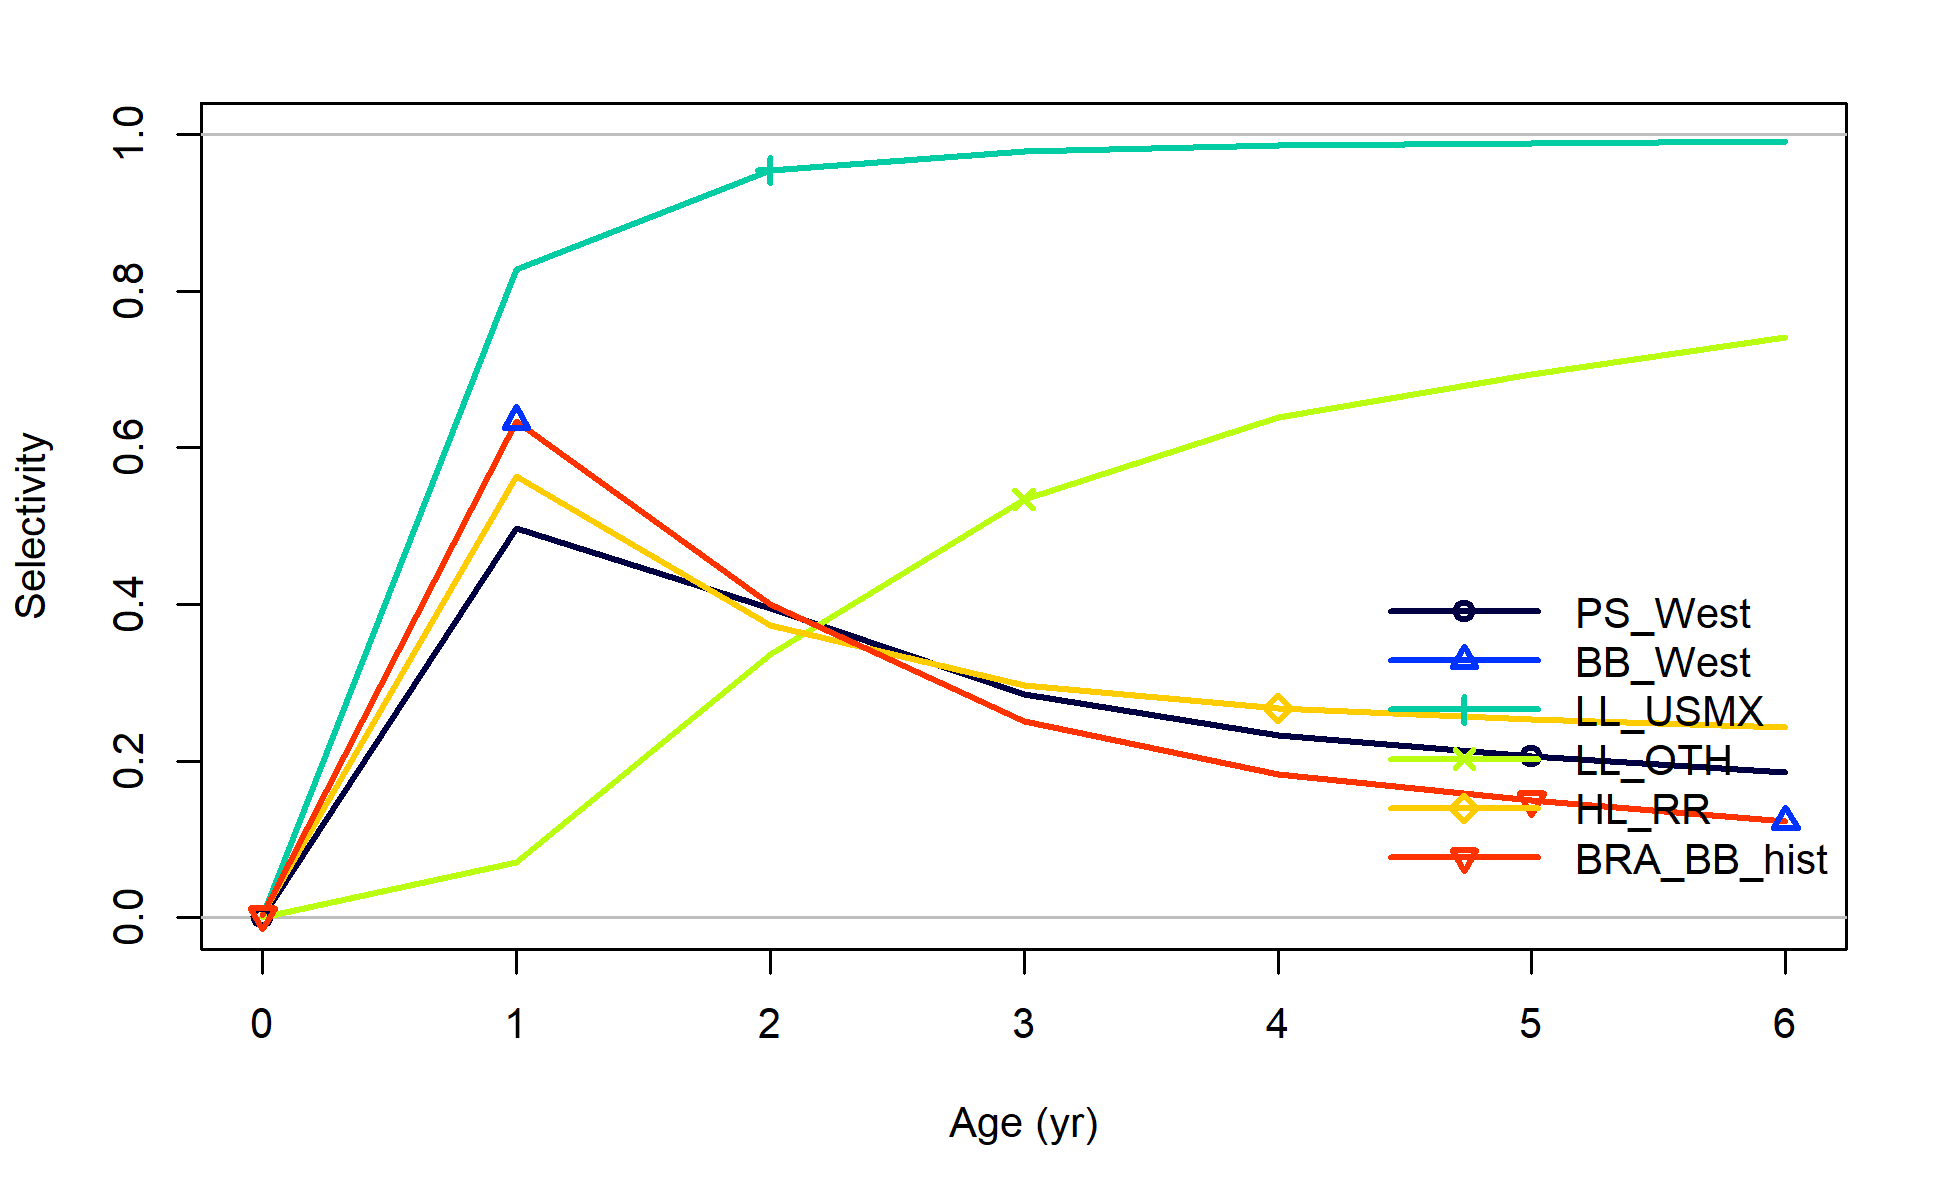 1.0
0.8
0.6
0.4
0.2
0.0
Selectivity
PS_West
BB_West
LL_USMX
LL_OTH
HL_RR
BRA_BB_hist
0 1 2 3 4 5 6
Age (yr)